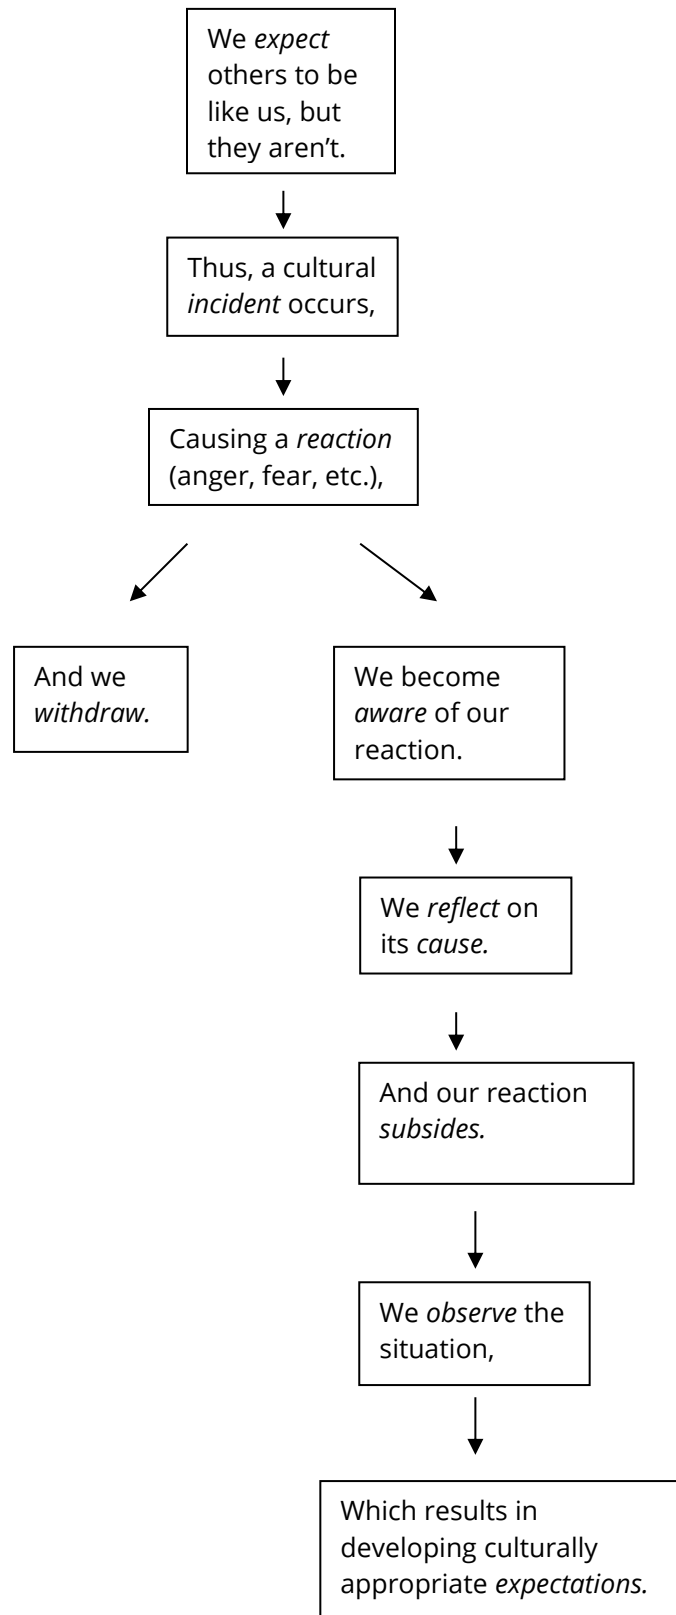 We expect
others to be
like us, but
they aren’t.
Thus, a cultural
incident occurs,
Causing a reaction
(anger, fear, etc.),
And we
withdraw.
We become
aware of our
reaction.
We reflect on
its cause.
And our reaction
subsides.
We observe the
situation,
Which results in
developing culturally
appropriate expectations.